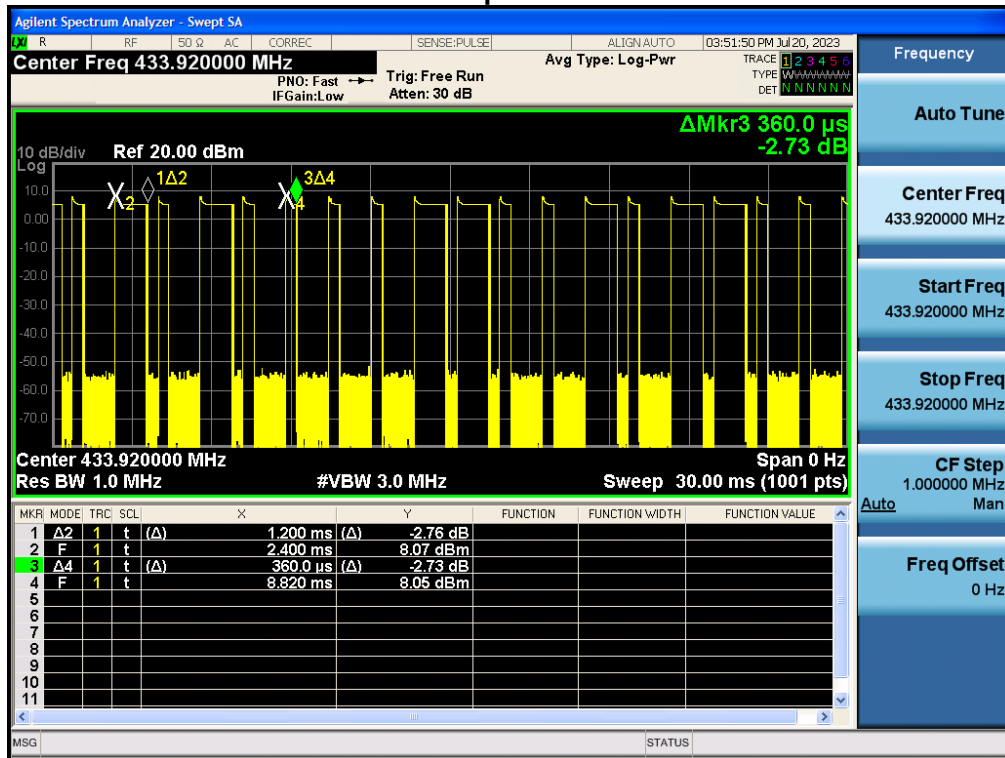 Agilent Spectrum Analyzer - Swept SA
LXI R RF 50 Ω AC CORREC SENSE:PULSE ALIGN AUTO 03:51:50 PM Jul 20, 2023
Center Freq 433.920000 MHz
PNO: Fast
IFGain:Low
Trig: Free Run
Atten: 30 dB
Avg Type: Log-Pwr
TRACE 1 2 3 4 5 6
TYPE WWWWWW
DET N N N N N N
ΔMkr3 360.0 µs
-2.73 dB
10 dB/div Ref 20.00 dBm
Log
10.0
0.00
-10.0
-20.0
-30.0
-40.0
-50.0
-60.0
-70.0
X2 1Δ2 X4 3Δ4
Center 433.920000 MHz Span 0 Hz
Res BW 1.0 MHz #VBW 3.0 MHz Sweep 30.00 ms (1001 pts)
MKR MODE TRC SCL X Y FUNCTION FUNCTION WIDTH FUNCTION VALUE
1 Δ2 1 t (Δ) 1.200 ms (Δ) -2.76 dB
2 F 1 t 2.400 ms 8.07 dBm
3 Δ4 1 t (Δ) 360.0 µs (Δ) -2.73 dB
4 F 1 t 8.820 ms 8.05 dBm
5
6
7
8
9
10
11
MSG STATUS
Frequency
Auto Tune
Center Freq
433.920000 MHz
Start Freq
433.920000 MHz
Stop Freq
433.920000 MHz
CF Step
1.000000 MHz
Auto Man
Freq Offset
0 Hz